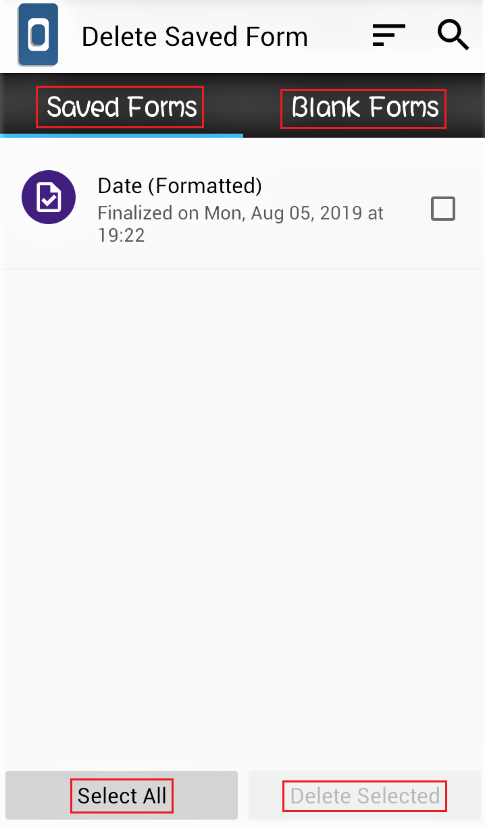 Delete Saved Form
Saved Forms
Blank Forms
Date (Formatted)
Finalized on Mon, Aug 05, 2019 at
19:22
Select All
Delete Selected